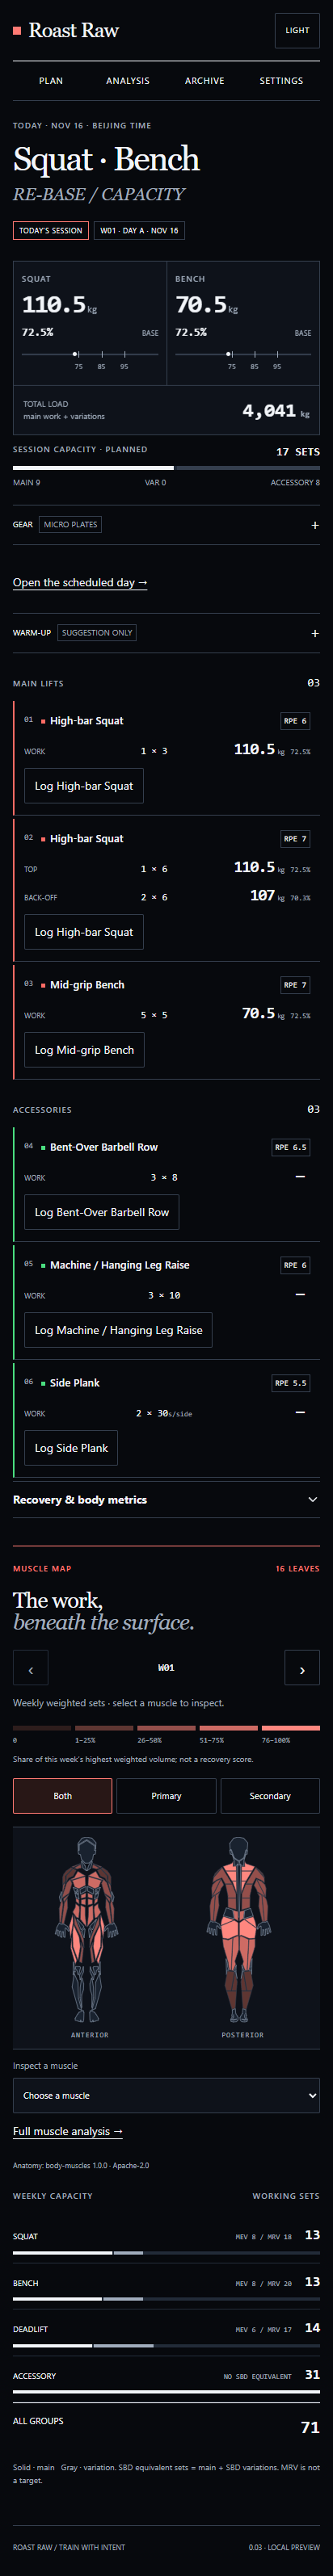 Roast Raw
LIGHT
PLAN ANALYSIS ARCHIVE SETTINGS
TODAY · NOV 16 · BEIJING TIME
Squat · Bench
RE-BASE / CAPACITY
TODAY'S SESSION W01 · DAY A · NOV 16
SQUAT
110.5 kg
72.5% BASE
75 85 95
BENCH
70.5 kg
72.5% BASE
75 85 95
TOTAL LOAD
main work + variations
4,041 kg
SESSION CAPACITY · PLANNED 17 SETS
MAIN 9 VAR 0 ACCESSORY 8
GEAR MICRO PLATES +
Open the scheduled day →
WARM-UP SUGGESTION ONLY +
MAIN LIFTS 03
01 High-bar Squat RPE 6
WORK 1 × 3 110.5 kg 72.5%
Log High-bar Squat
02 High-bar Squat RPE 7
TOP 1 × 6 110.5 kg 72.5%
BACK-OFF 2 × 6 107 kg 70.3%
Log High-bar Squat
03 Mid-grip Bench RPE 7
WORK 5 × 5 70.5 kg 72.5%
Log Mid-grip Bench
ACCESSORIES 03
04 Bent-Over Barbell Row RPE 6.5
WORK 3 × 8 —
Log Bent-Over Barbell Row
05 Machine / Hanging Leg Raise RPE 6
WORK 3 × 10 —
Log Machine / Hanging Leg Raise
06 Side Plank RPE 5.5
WORK 2 × 30s/side —
Log Side Plank
Recovery & body metrics
MUSCLE MAP 16 LEAVES
The work,
beneath the surface.
‹ W01 ›
Weekly weighted sets · select a muscle to inspect.
0 1–25% 26–50% 51–75% 76–100%
Share of this week's highest weighted volume; not a recovery score.
Both Primary Secondary
ANTERIOR POSTERIOR
Inspect a muscle
Choose a muscle
Full muscle analysis →
Anatomy: body-muscles 1.0.0 · Apache-2.0
WEEKLY CAPACITY WORKING SETS
SQUAT MEV 8 / MRV 18 13
BENCH MEV 8 / MRV 20 13
DEADLIFT MEV 6 / MRV 17 14
ACCESSORY NO SBD EQUIVALENT 31
ALL GROUPS 71
Solid · main Gray · variation. SBD equivalent sets = main + SBD variations. MRV is not
a target.
ROAST RAW / TRAIN WITH INTENT 0.03 · LOCAL PREVIEW